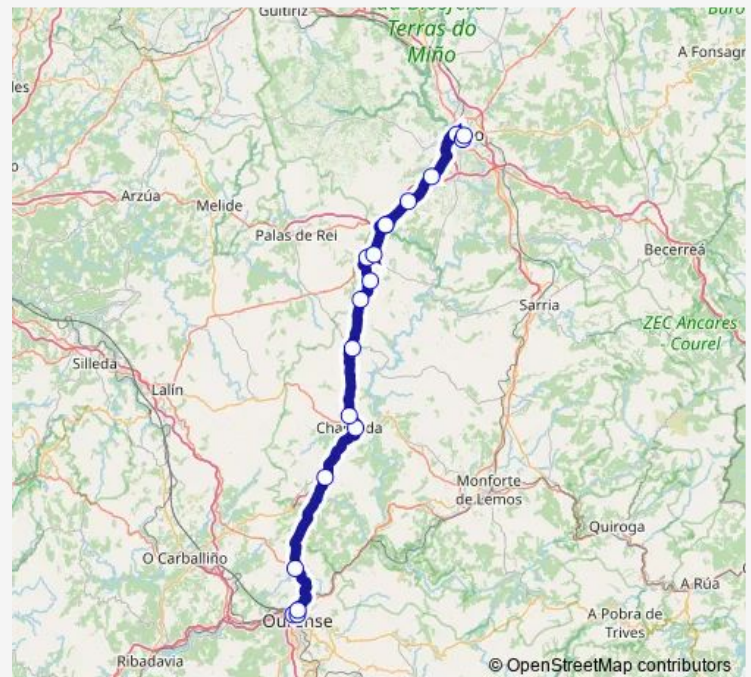 Guitiriz
Terras do
Miño
A Fonsagr
Buro
les
Arzúa
Melide
Palas de Rei
Becerreá
Sarria
ZEC Ancares
- Courel
Silleda
Lalín
Monforte
de Lemos
Quiroga
O Carballiño
A Rúa
A Pobra de
Trives
Ribadavia
© OpenStreetMap contributors